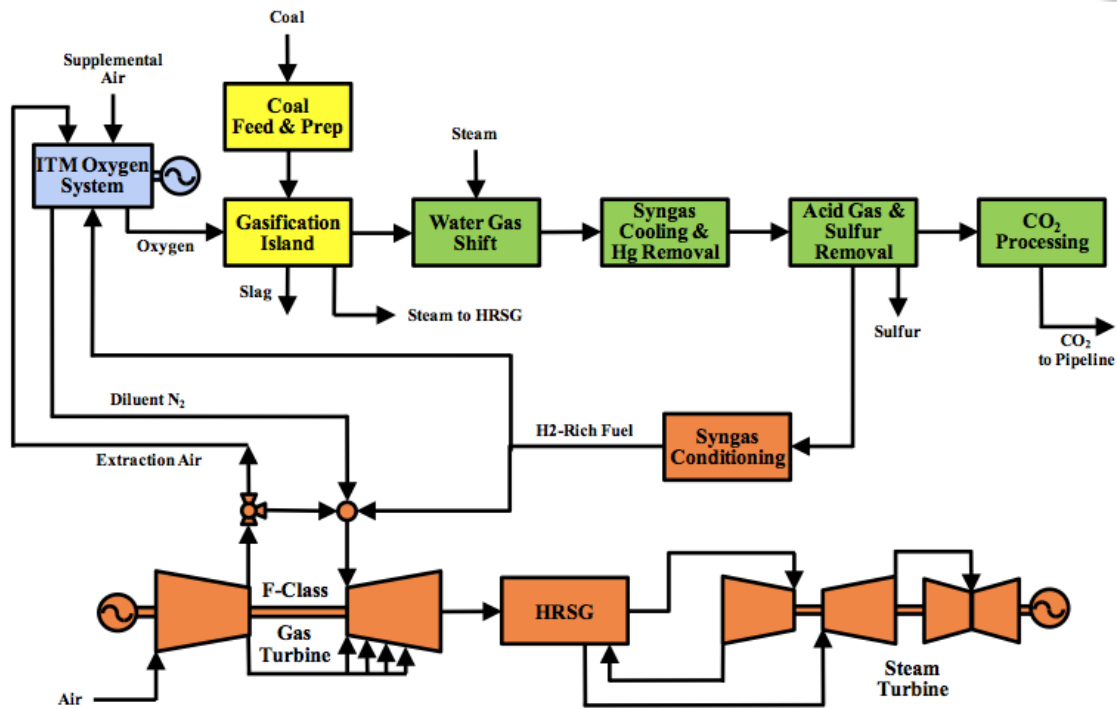 Coal
Supplemental
Air
Coal
Feed & Prep
Steam
ITM Oxygen
System
Oxygen
Gasification
Island
Water Gas
Shift
Syngas
Cooling &
Hg Removal
Acid Gas &
Sulfur
Removal
CO₂
Processing
Slag
Steam to HRSG
Sulfur
CO₂
to Pipeline
Diluent N₂
H2-Rich Fuel
Syngas
Conditioning
Extraction Air
F-Class
Gas
Turbine
HRSG
Steam
Turbine
Air